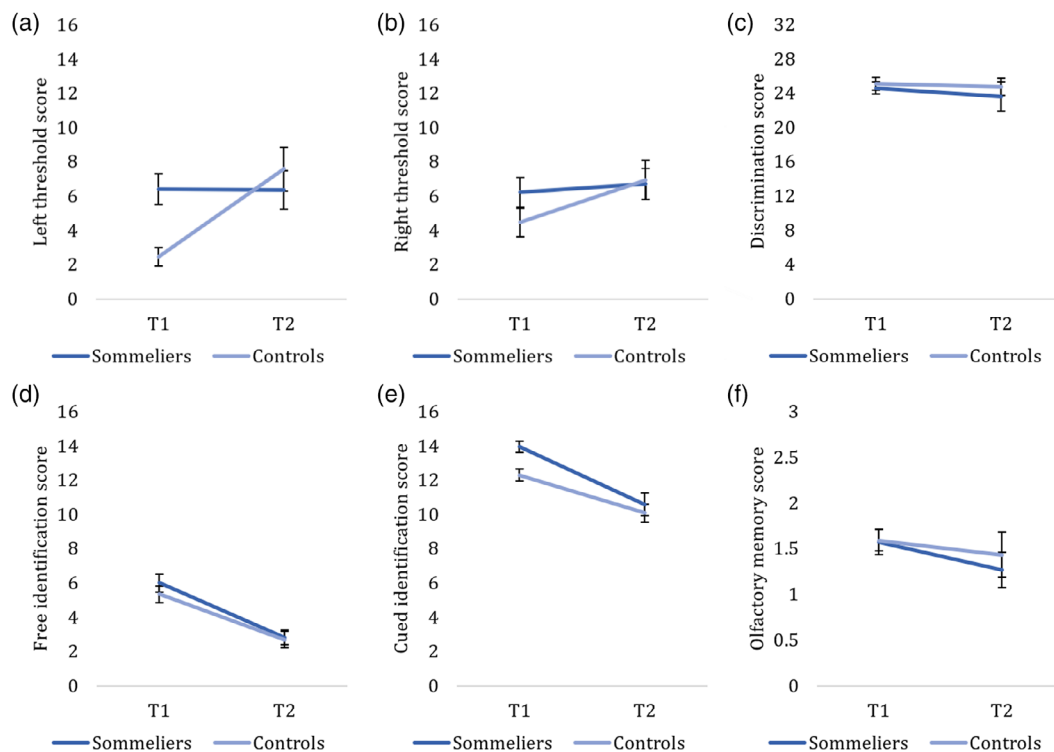 (a)
Left threshold score
16
14
12
10
8
6
4
2
0
T1 T2
Sommeliers Controls
(b)
Right threshold score
16
14
12
10
8
6
4
2
0
T1 T2
Sommeliers Controls
(c)
Discrimination score
32
28
24
20
16
12
8
4
0
T1 T2
Sommeliers Controls
(d)
Free identification score
16
14
12
10
8
6
4
2
0
T1 T2
Sommeliers Controls
(e)
Cued identification score
16
14
12
10
8
6
4
2
0
T1 T2
Sommeliers Controls
(f)
Olfactory memory score
3
2.5
2
1.5
1
0.5
0
T1 T2
Sommeliers Controls